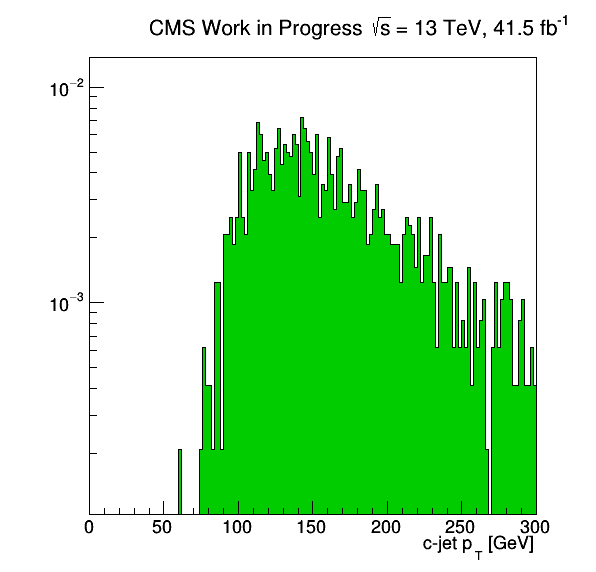 CMS Work in Progress √s = 13 TeV, 41.5 fb⁻¹
10⁻²
10⁻³
0 50 100 150 200 250 300
c-jet p_T [GeV]